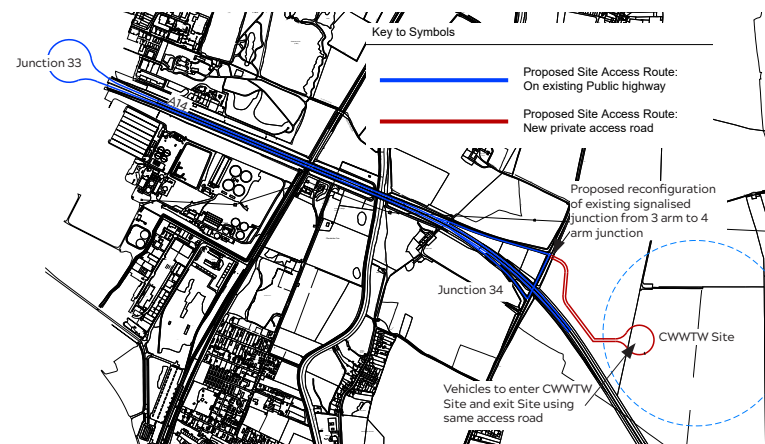 Key to Symbols
Junction 33
Proposed Site Access Route:
On existing Public highway
A14
Proposed Site Access Route:
New private access road
Proposed reconfiguration
of existing signalised
junction from 3 arm to 4
arm junction
Junction 34
CWWTW Site
Vehicles to enter CWWTW
Site and exit Site using
same access road